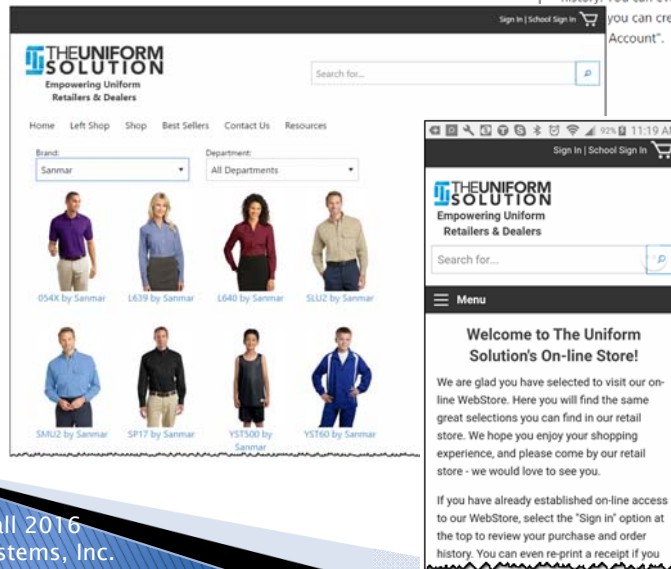 history. You can ev
you can cre
Account".
Sign In | School Sign In
THEUNIFORM
SOLUTION
Empowering Uniform
Retailers & Dealers
Search for...
Home Left Shop Shop Best Sellers Contact Us Resources
Brand: Department:
Sanmar All Departments
054X by Sanmar L639 by Sanmar L640 by Sanmar SLU2 by Sanmar
SMU2 by Sanmar SP17 by Sanmar YST500 by YST60 by Sanmar
Sanmar
92% 11:19 AM
Sign In | School Sign In
THEUNIFORM
SOLUTION
Empowering Uniform
Retailers & Dealers
Search for...
Menu
Welcome to The Uniform
Solution's On-line Store!
We are glad you have selected to visit our on-
line WebStore. Here you will find the same
great selections you can find in our retail
store. We hope you enjoy your shopping
experience, and please come by our retail
store - we would love to see you.
If you have already established on-line access
to our WebStore, select the "Sign in" option at
the top to review your purchase and order
history. You can even re-print a receipt if you
all 2016
stems, Inc.